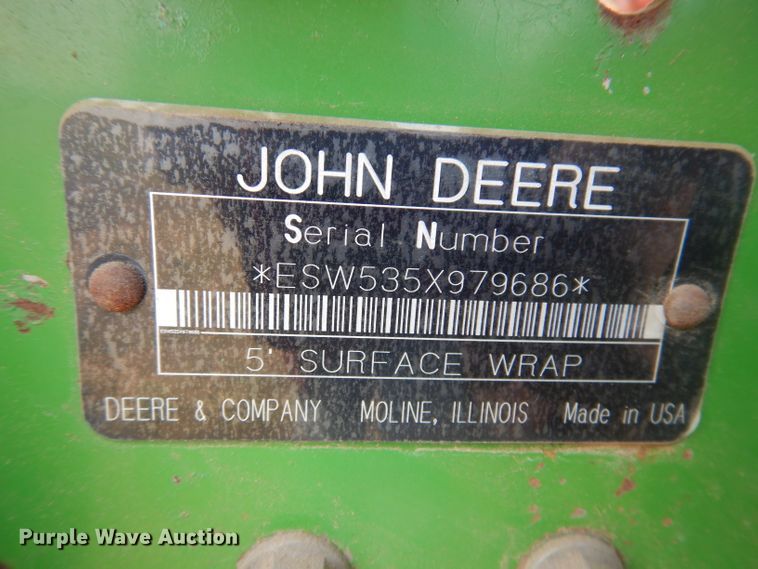 JOHN DEERE
Serial Number
*ESW535X979686*
5' SURFACE WRAP
DEERE & COMPANY MOLINE, ILLINOIS Made in USA
Purple Wave Auction